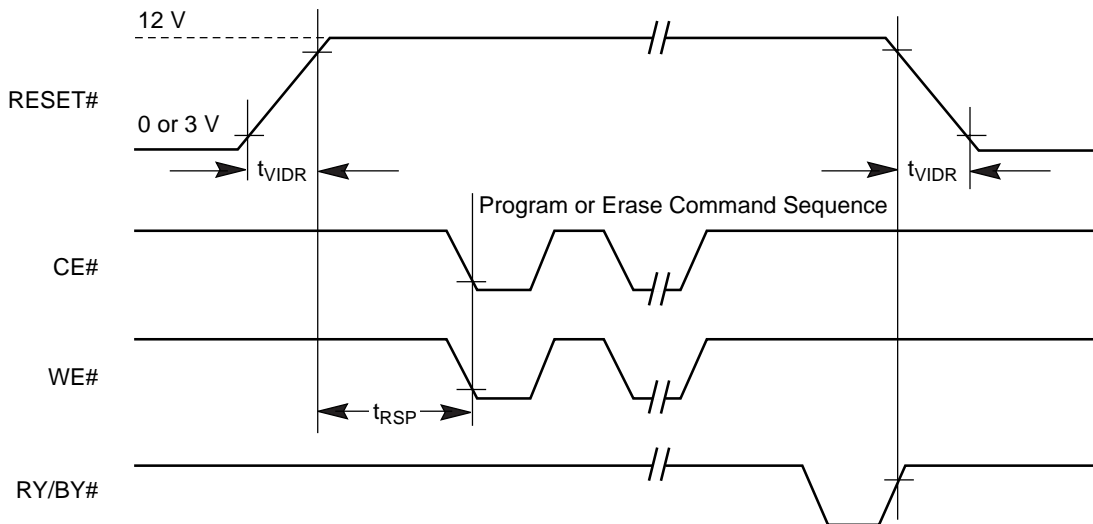 12 V
RESET#
0 or 3 V
tVIDR
tVIDR
Program or Erase Command Sequence
CE#
WE#
tRSP
RY/BY#